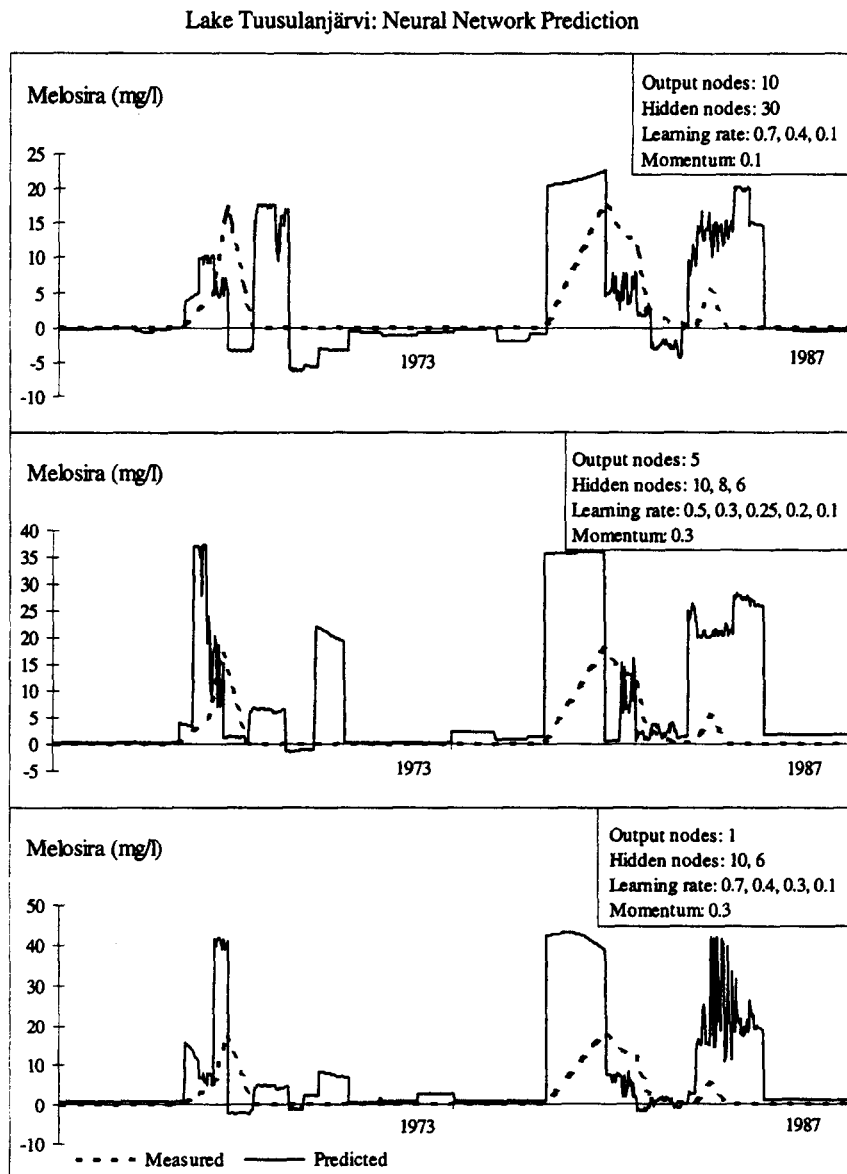 Lake Tuusulanjärvi: Neural Network Prediction
Melosira (mg/l)
Output nodes: 10
Hidden nodes: 30
Learning rate: 0.7, 0.4, 0.1
Momentum: 0.1
25
20
15
10
5
0
-5
-10
1973
1987
Melosira (mg/l)
Output nodes: 5
Hidden nodes: 10, 8, 6
Learning rate: 0.5, 0.3, 0.25, 0.2, 0.1
Momentum: 0.3
40
35
30
25
20
15
10
5
0
-5
1973
1987
Melosira (mg/l)
Output nodes: 1
Hidden nodes: 10, 6
Learning rate: 0.7, 0.4, 0.3, 0.1
Momentum: 0.3
50
40
30
20
10
0
-10
1973
1987
Measured
Predicted